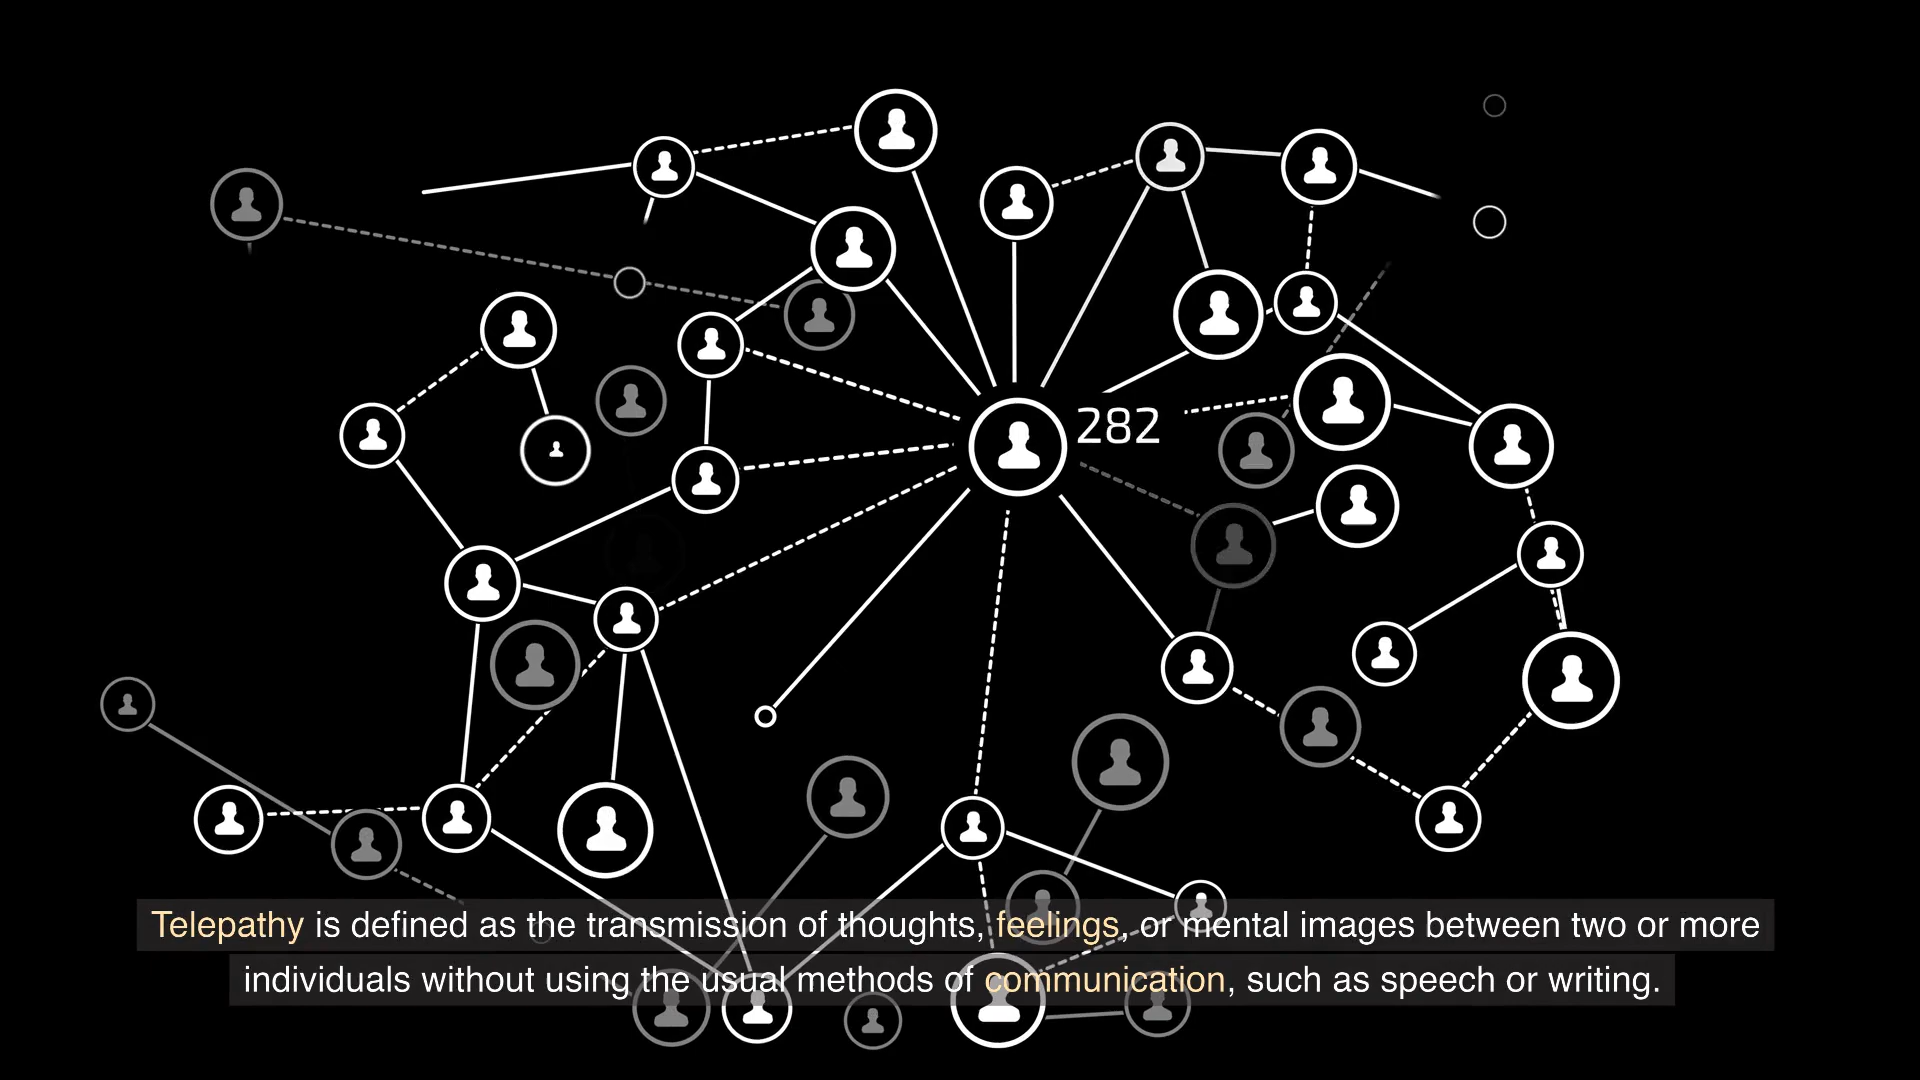 282
Telepathy is defined as the transmission of thoughts, feelings, or mental images between two or more
individuals without using the usual methods of communication, such as speech or writing.